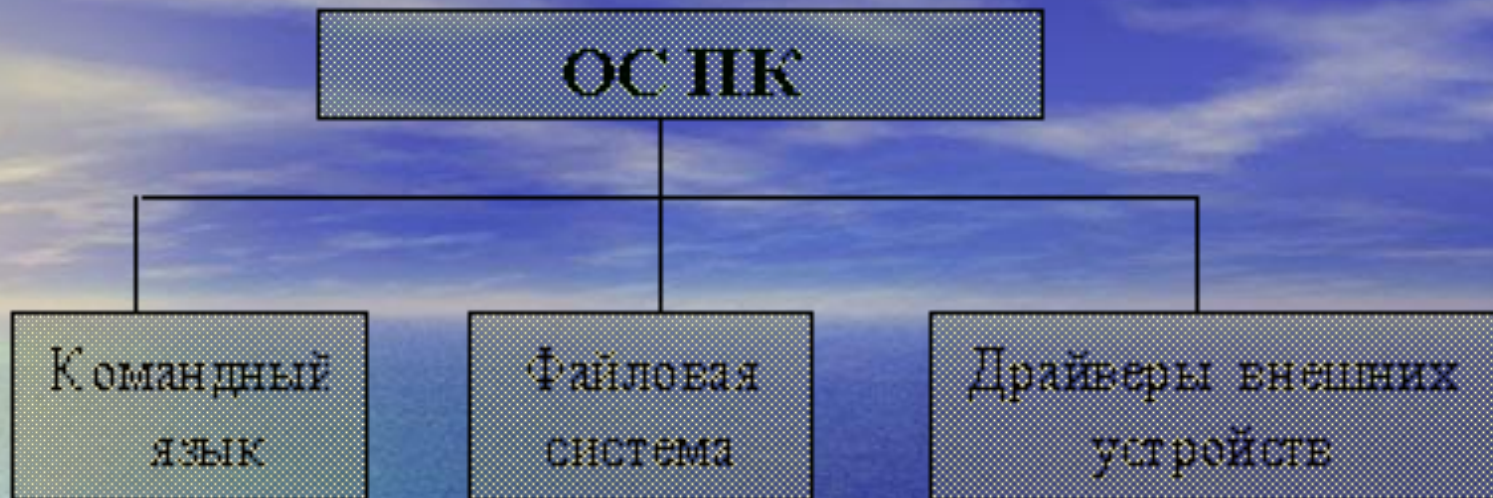 ОС ПК
Командный
язык
Файловая
система
Драйверы внешних
устройств